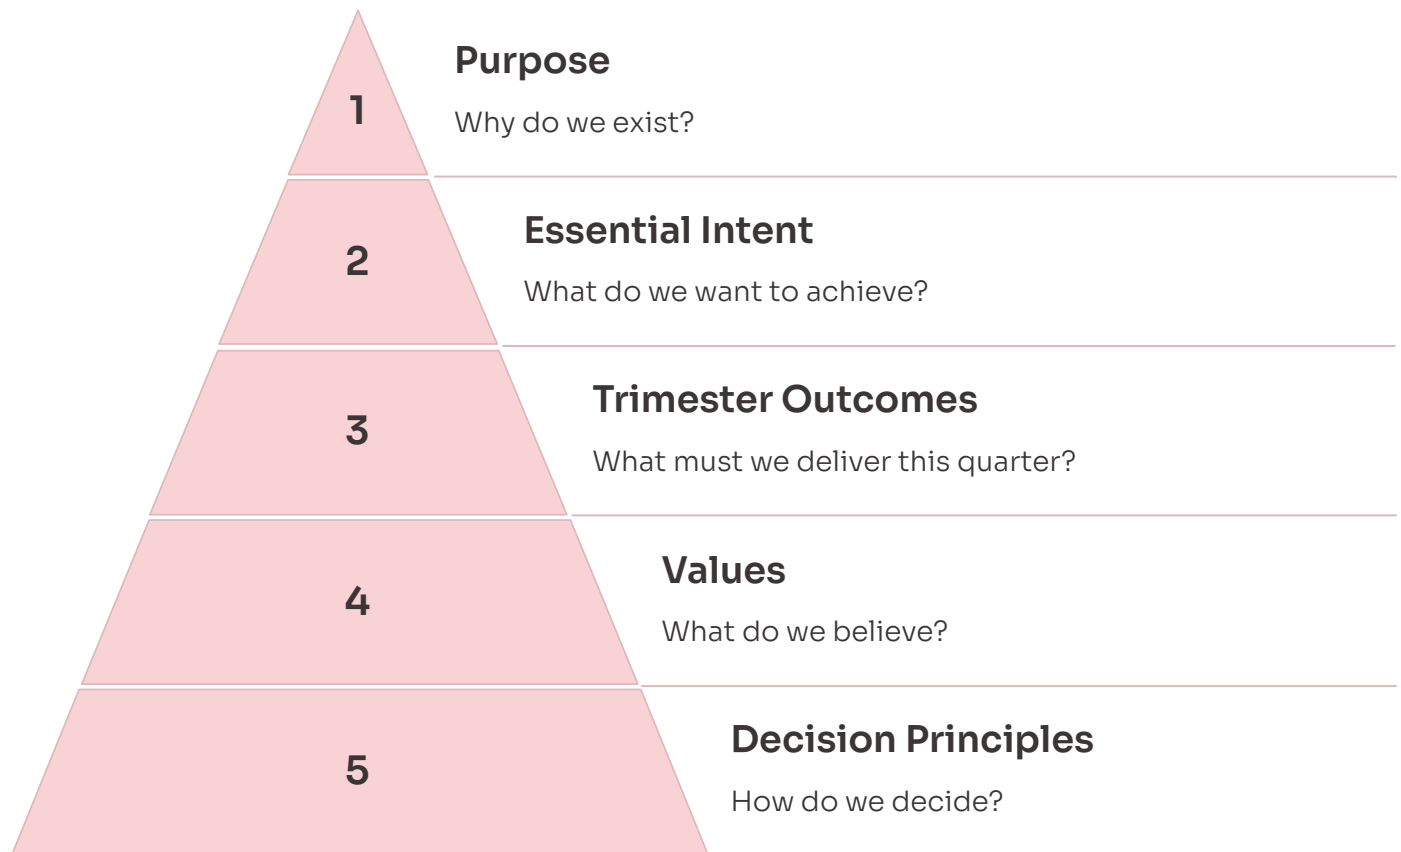 1
Purpose
Why do we exist?
2
Essential Intent
What do we want to achieve?
3
Trimester Outcomes
What must we deliver this quarter?
4
Values
What do we believe?
5
Decision Principles
How do we decide?